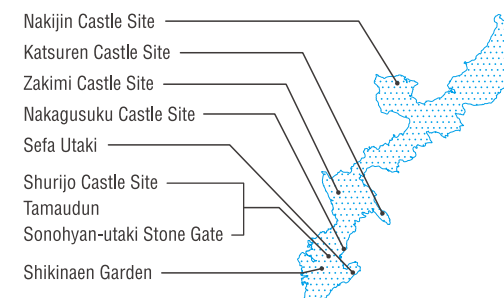 Nakijin Castle Site
Katsuren Castle Site
Zakimi Castle Site
Nakagusuku Castle Site
Sefa Utaki
Shurijo Castle Site
Tamaudun
Sonohyan-utaki Stone Gate
Shikinaen Garden